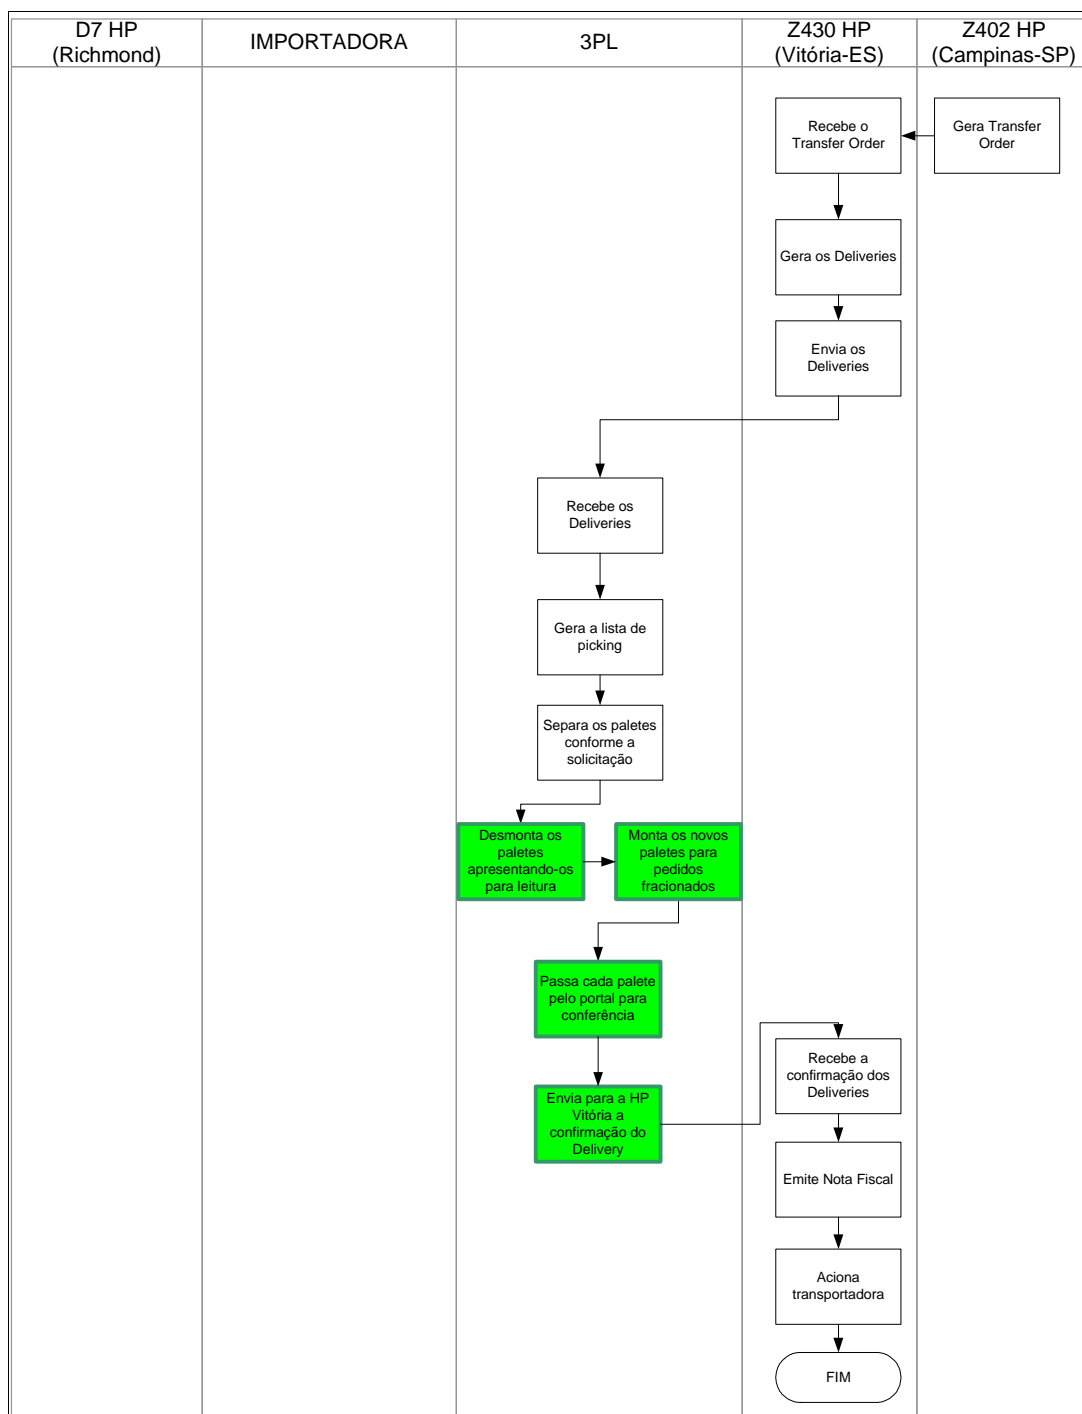 D7 HP
(Richmond)
IMPORTADORA
3PL
Z430 HP
(Vitória-ES)
Z402 HP
(Campinas-SP)
Recebe o
Transfer Order
Gera Transfer
Order
Gera os Deliveries
Envia os
Deliveries
Recebe os
Deliveries
Gera a lista de
picking
Separa os paletes
conforme a
solicitação
Desmonta os
paletes
apresentando-os
para leitura
Monta os novos
paletes para
pedidos
fracionados
Passa cada palete
pelo portal para
conferência
Envia para a HP
Vitória a
confirmação do
Delivery
Recebe a
confirmação dos
Deliveries
Emite Nota Fiscal
Aciona
transportadora
FIM